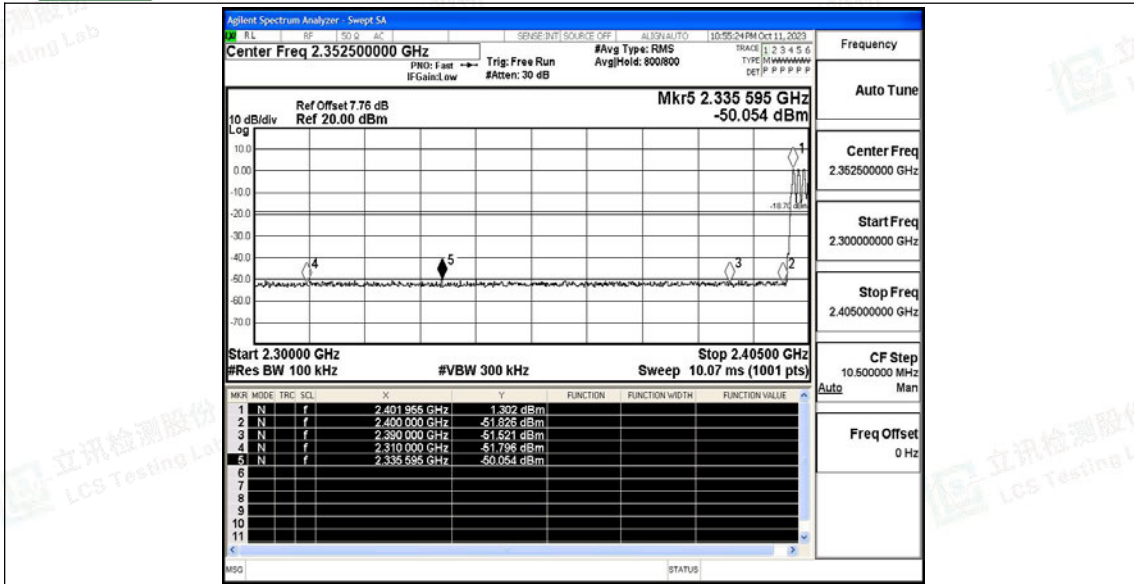 Agilent Spectrum Analyzer - Swept SA
RL RF 50 Ω AC SENSE:INT SOURCE OFF ALIGN AUTO 10:55:24 PM Oct 11, 2023
Center Freq 2.352500000 GHz
PNO: Fast
IFGain:Low
Trig: Free Run
#Atten: 30 dB
#Avg Type: RMS
Avg|Hold: 800/800
TRACE 1 2 3 4 5 6
TYPE M WWWWW
DET P P P P P P
Ref Offset 7.76 dB
Ref 20.00 dBm
10 dB/div
Log
Mkr5 2.335 595 GHz
-50.054 dBm
10.0
0.00
-10.0
-20.0
-30.0
-40.0
-50.0
-60.0
-70.0
1
-18.70 dBm
4
5
3
2
Start 2.30000 GHz
Stop 2.40500 GHz
#Res BW 100 kHz
#VBW 300 kHz
Sweep 10.07 ms (1001 pts)
MKR MODE TRC SCL X Y FUNCTION FUNCTION WIDTH FUNCTION VALUE
1 N f 2.401 955 GHz 1.302 dBm
2 N f 2.400 000 GHz -51.826 dBm
3 N f 2.390 000 GHz -51.521 dBm
4 N f 2.310 000 GHz -51.796 dBm
5 N f 2.335 595 GHz -50.054 dBm
6
7
8
9
10
11
MSG
STATUS
Frequency
Auto Tune
Center Freq
2.352500000 GHz
Start Freq
2.300000000 GHz
Stop Freq
2.405000000 GHz
CF Step
10.500000 MHz
Auto Man
Freq Offset
0 Hz
立讯检测股份
LCS Testing Lab
立讯检测股份